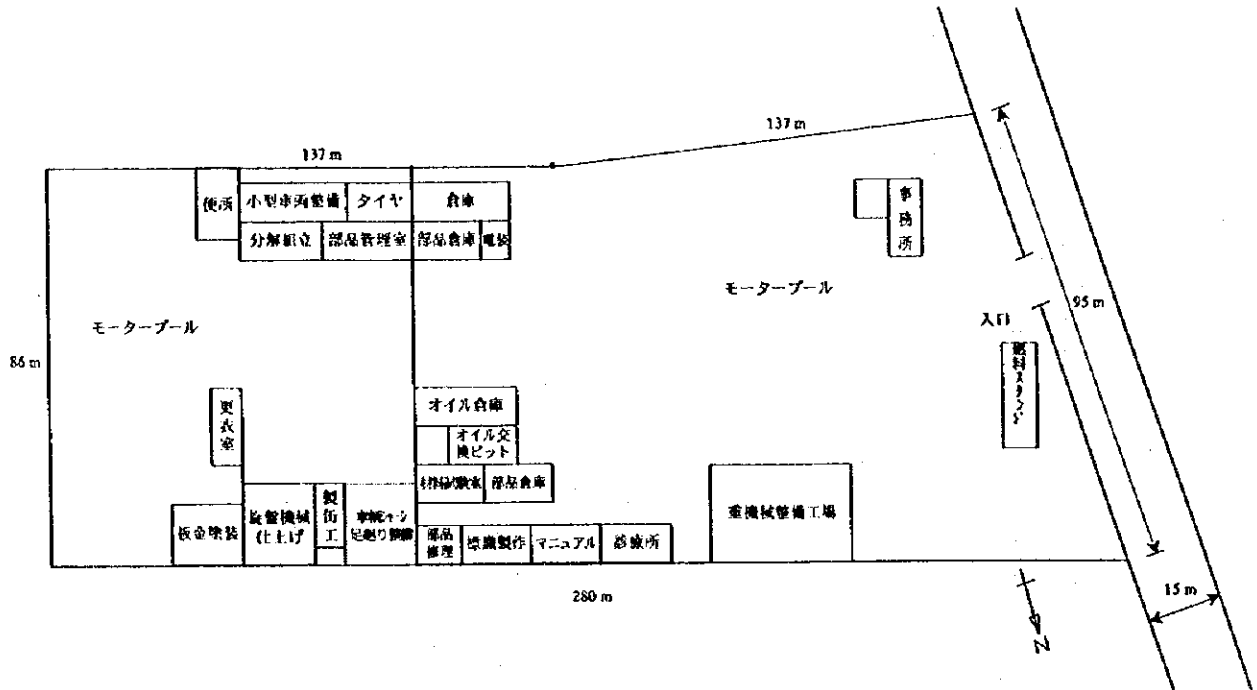 137 m
137 m
便所
小型車両整備
タイヤ
倉庫
分解組立
部品管理室
部品倉庫
電装
事務所
モータープール
モータープール
95 m
入口
86 m
燃料スタンド
更衣室
オイル倉庫
オイル交
換ピット
部品倉庫
板金塗装
旋盤機械
仕上げ
製缶工
足廻り整備
部品
修理
標識製作
マニュアル
診療所
重機械整備工場
280 m
15 m
N